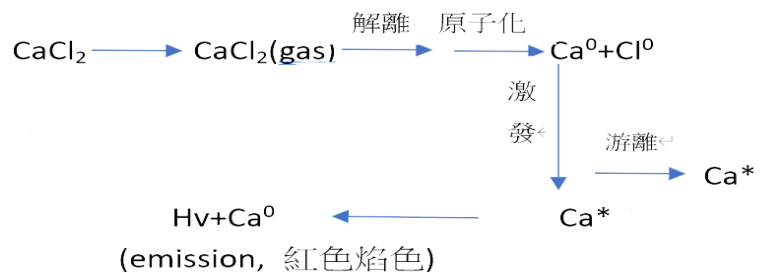 解離 原子化
CaCl₂ CaCl₂(gas) Ca⁰+Cl⁰
激
發
游離
Ca*
Hv+Ca⁰ Ca*
(emission, 紅色焰色)